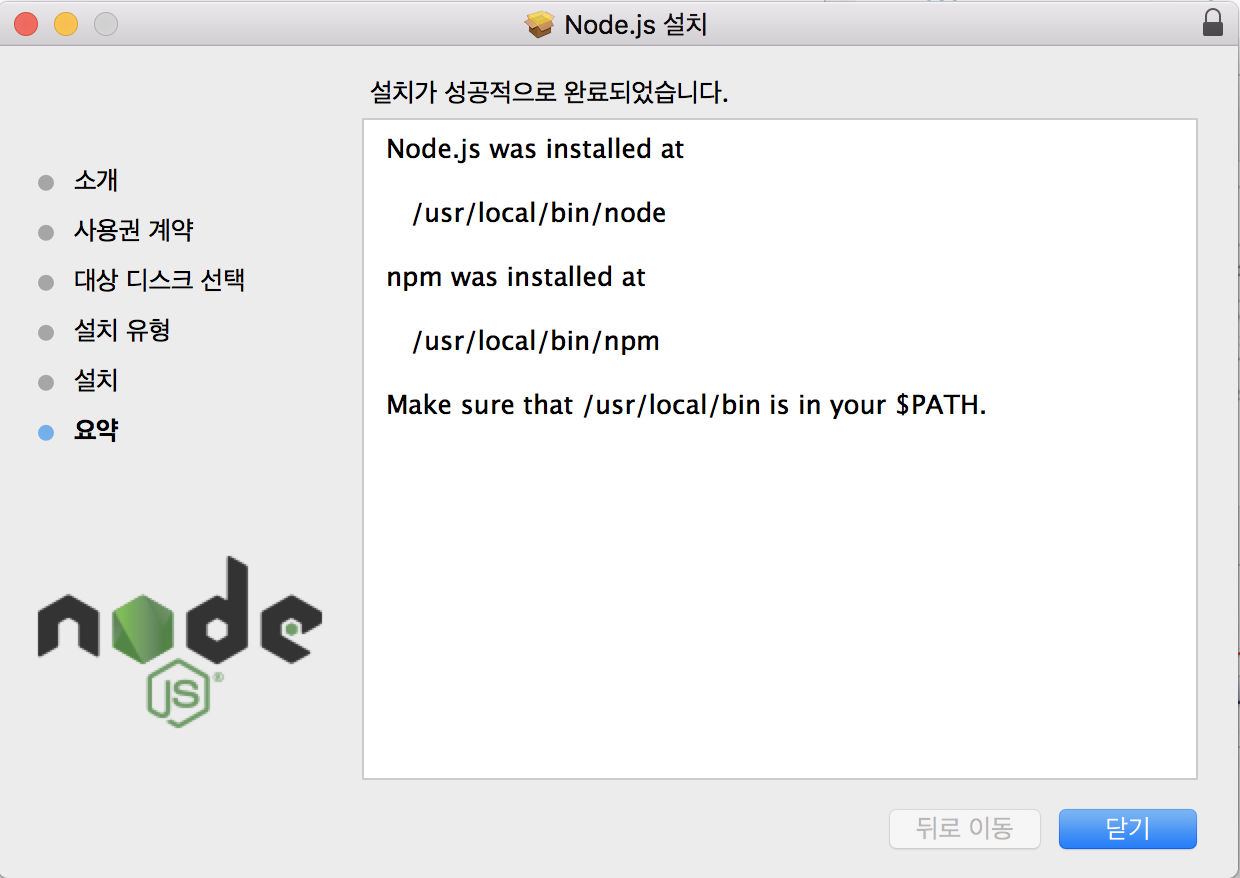 Node.js 설치
설치가 성공적으로 완료되었습니다.
소개
사용권 계약
대상 디스크 선택
설치 유형
설치
요약
Node.js was installed at
/usr/local/bin/node
npm was installed at
/usr/local/bin/npm
Make sure that /usr/local/bin is in your $PATH.
node
JS®
뒤로 이동
닫기